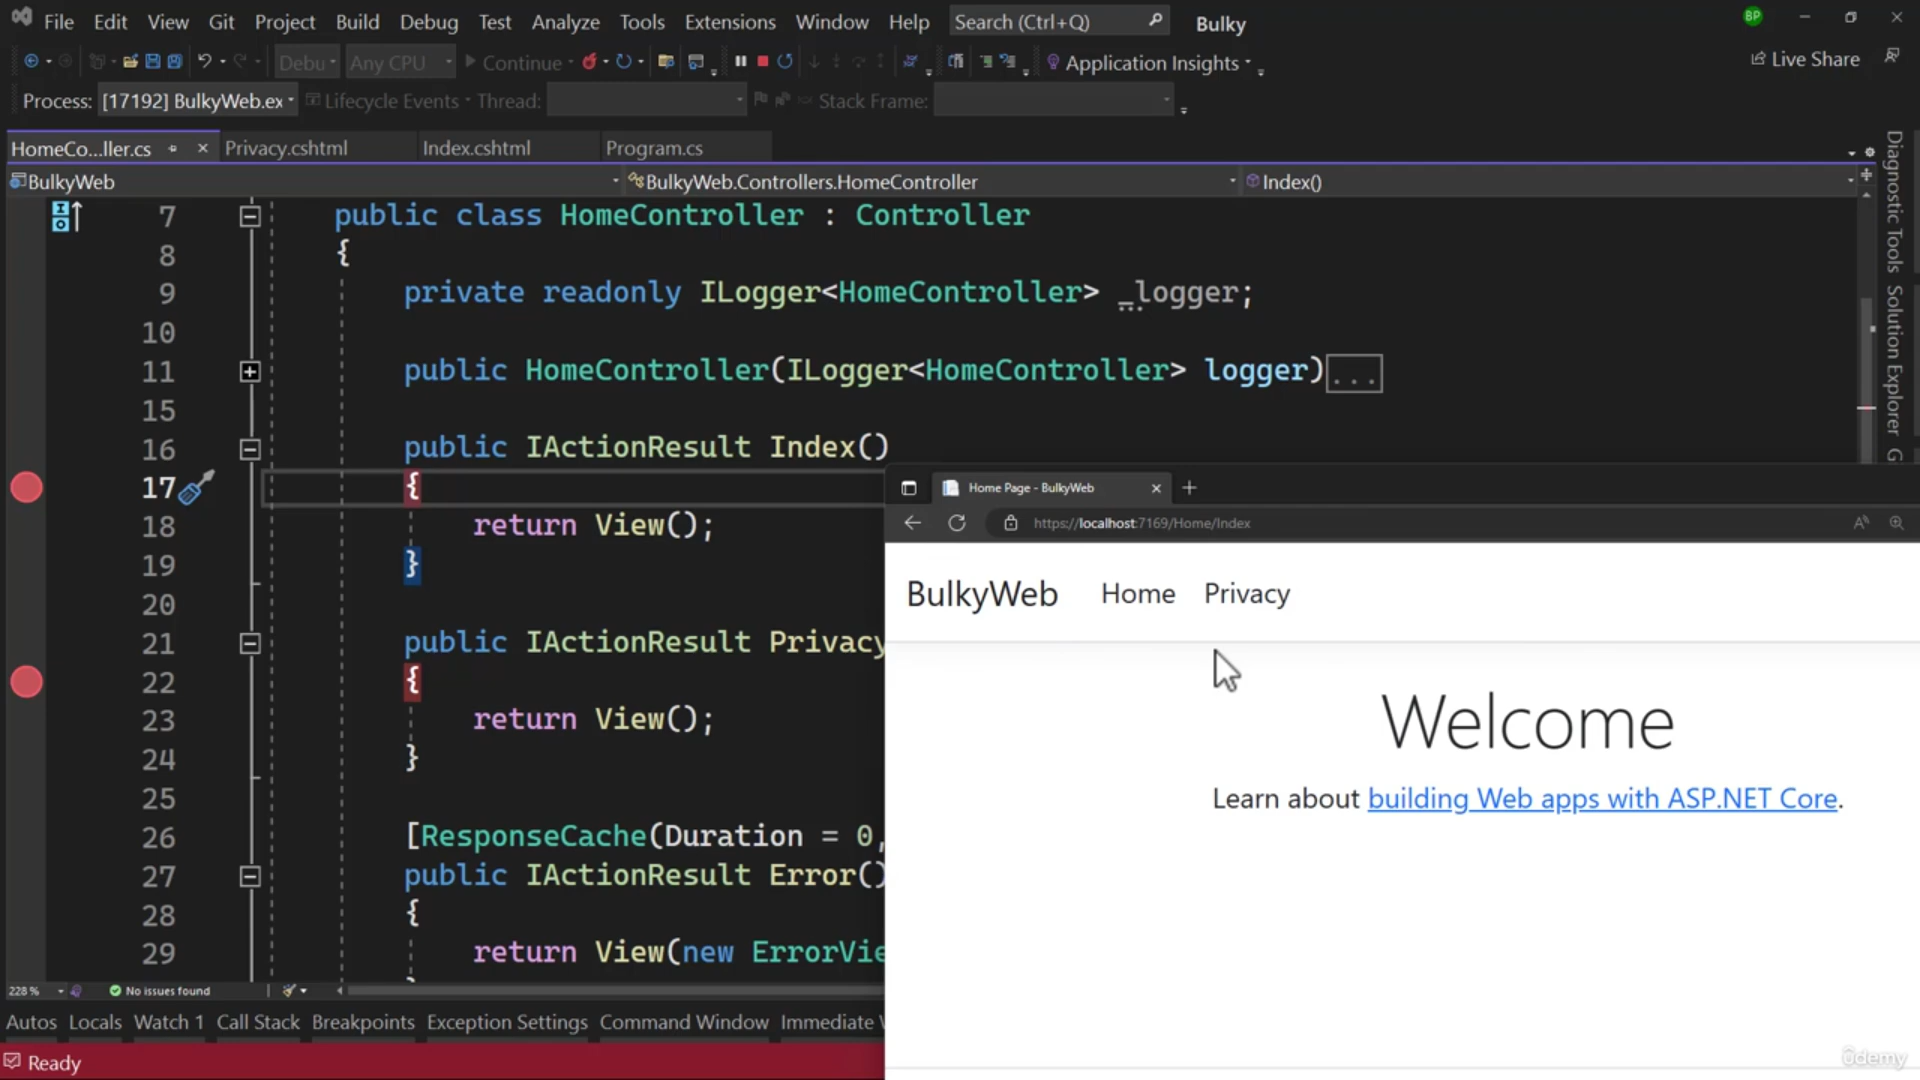 File Edit View Git Project Build Debug Test Analyze Tools Extensions Window Help Search (Ctrl+Q) Bulky BP
Debu Any CPU Continue Application Insights Live Share
Process: [17192] BulkyWeb.ex Lifecycle Events Thread: Stack Frame:
HomeCo...ller.cs Privacy.cshtml Index.cshtml Program.cs
BulkyWeb BulkyWeb.Controllers.HomeController Index()
7 public class HomeController : Controller
8 {
9 private readonly ILogger<HomeController> _logger;
10
11 public HomeController(ILogger<HomeController> logger)...
15
16 public IActionResult Index()
17 {
18 return View();
19 }
20
21 public IActionResult Privacy
22 {
23 return View();
24 }
25
26 [ResponseCache(Duration = 0,
27 public IActionResult Error()
28 {
29 return View(new ErrorVie
228 % No issues found
Autos Locals Watch 1 Call Stack Breakpoints Exception Settings Command Window Immediate
Ready
Diagnostic Tools
Solution Explorer
G
Home Page - BulkyWeb
https://localhost:7169/Home/Index
BulkyWeb Home Privacy
Welcome
Learn about building Web apps with ASP.NET Core.
ûdemy